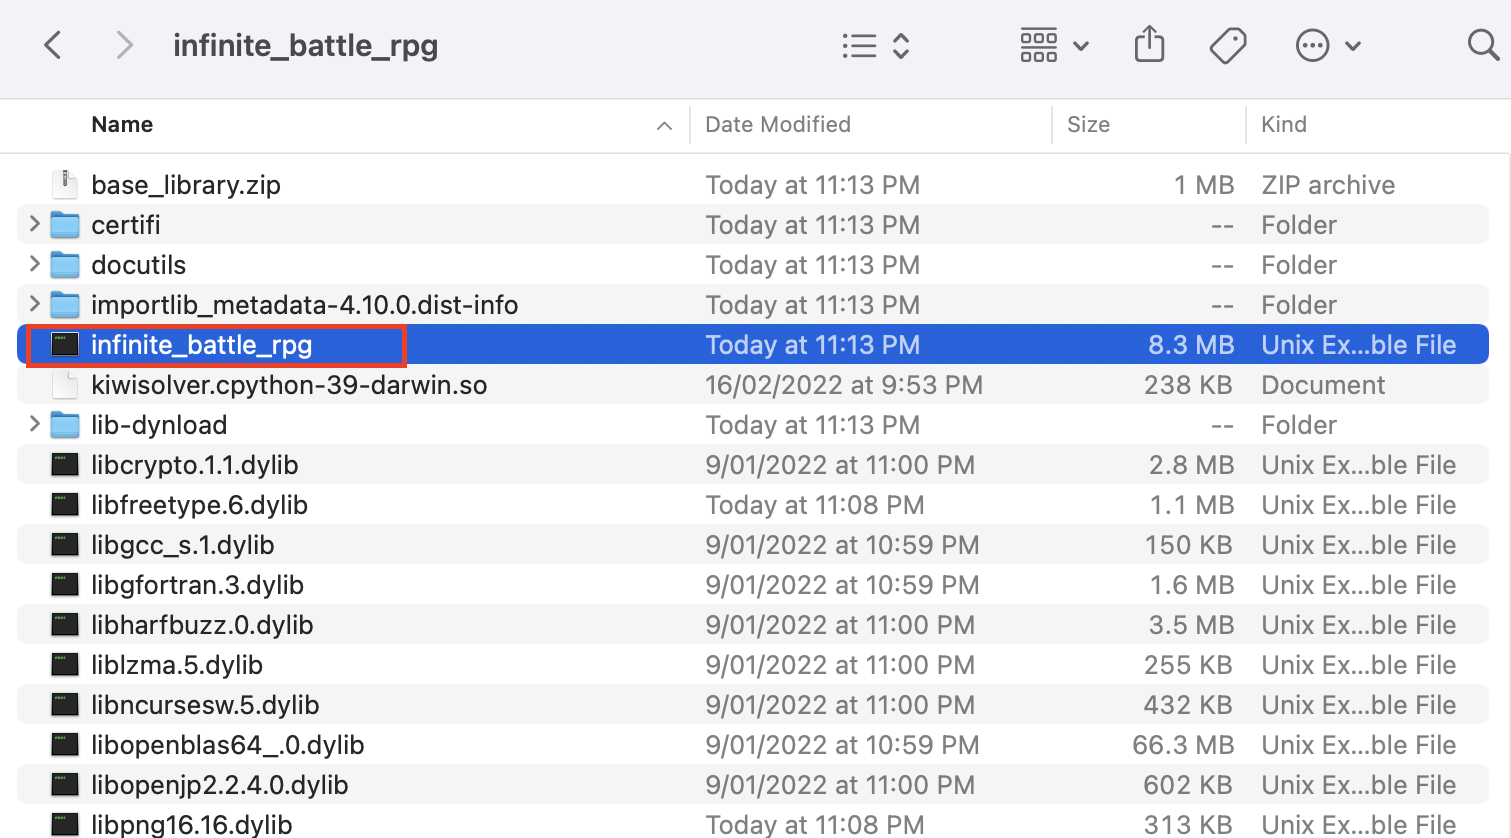 infinite_battle_rpg
Name Date Modified Size Kind
base_library.zip Today at 11:13 PM 1 MB ZIP archive
certifi Today at 11:13 PM -- Folder
docutils Today at 11:13 PM -- Folder
importlib_metadata-4.10.0.dist-info Today at 11:13 PM -- Folder
infinite_battle_rpg Today at 11:13 PM 8.3 MB Unix Ex...ble File
kiwisolver.cpython-39-darwin.so 16/02/2022 at 9:53 PM 238 KB Document
lib-dynload Today at 11:13 PM -- Folder
libcrypto.1.1.dylib 9/01/2022 at 11:00 PM 2.8 MB Unix Ex...ble File
libfreetype.6.dylib Today at 11:08 PM 1.1 MB Unix Ex...ble File
libgcc_s.1.dylib 9/01/2022 at 10:59 PM 150 KB Unix Ex...ble File
libgfortran.3.dylib 9/01/2022 at 10:59 PM 1.6 MB Unix Ex...ble File
libharfbuzz.0.dylib 9/01/2022 at 11:00 PM 3.5 MB Unix Ex...ble File
liblzma.5.dylib 9/01/2022 at 11:00 PM 255 KB Unix Ex...ble File
libncursesw.5.dylib 9/01/2022 at 11:00 PM 432 KB Unix Ex...ble File
libopenblas64_.0.dylib 9/01/2022 at 10:59 PM 66.3 MB Unix Ex...ble File
libopenjp2.2.4.0.dylib 9/01/2022 at 11:00 PM 602 KB Unix Ex...ble File
libpng16.16.dylib Today at 11:08 PM 313 KB Unix Ex...ble File